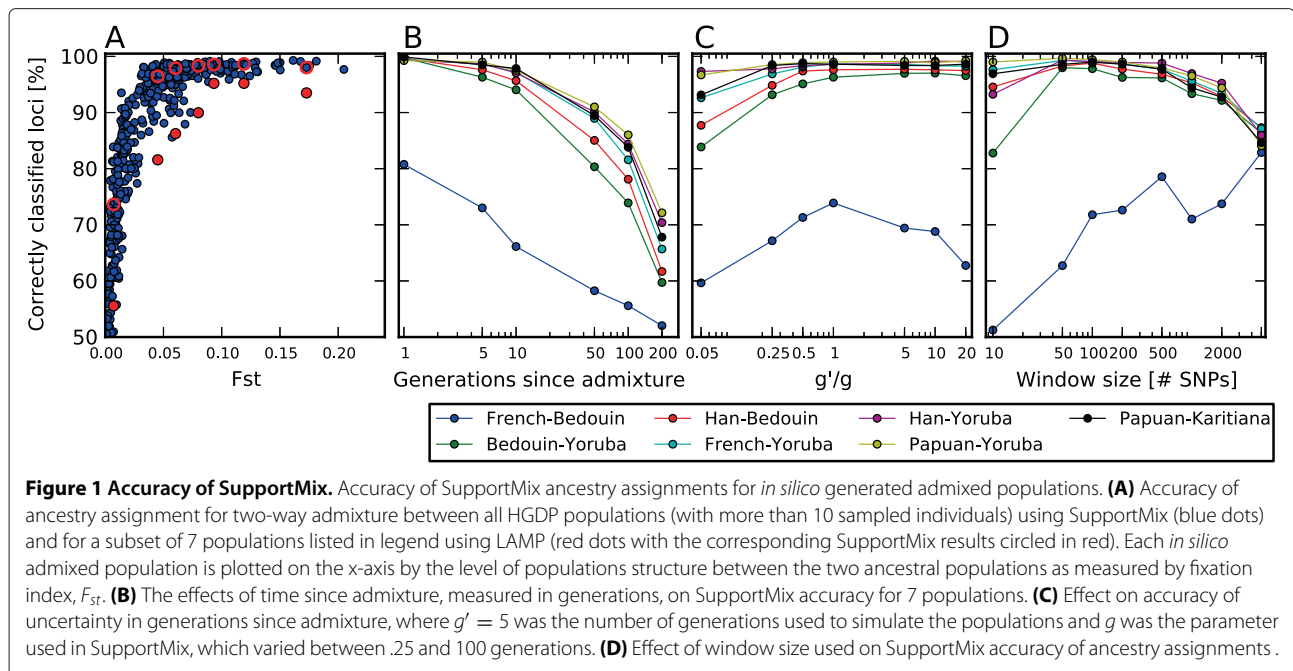 A B C D
Correctly classified loci [%]
100
90
80
70
60
50
0.00 0.05 0.10 0.15 0.20
Fst
1 5 10 50 100 200
Generations since admixture
0.05 0.25 0.5 1 5 10 20
g'/g
10 50 100 200 500 2000
Window size [# SNPs]
French-Bedouin Han-Bedouin Han-Yoruba Papuan-Karitiana
Bedouin-Yoruba French-Yoruba Papuan-Yoruba
Figure 1 Accuracy of SupportMix. Accuracy of SupportMix ancestry assignments for in silico generated admixed populations. (A) Accuracy of
ancestry assignment for two-way admixture between all HGDP populations (with more than 10 sampled individuals) using SupportMix (blue dots)
and for a subset of 7 populations listed in legend using LAMP (red dots with the corresponding SupportMix results circled in red). Each in silico
admixed population is plotted on the x-axis by the level of populations structure between the two ancestral populations as measured by fixation
index, Fst. (B) The effects of time since admixture, measured in generations, on SupportMix accuracy for 7 populations. (C) Effect on accuracy of
uncertainty in generations since admixture, where g′ = 5 was the number of generations used to simulate the populations and g was the parameter
used in SupportMix, which varied between .25 and 100 generations. (D) Effect of window size used on SupportMix accuracy of ancestry assignments .